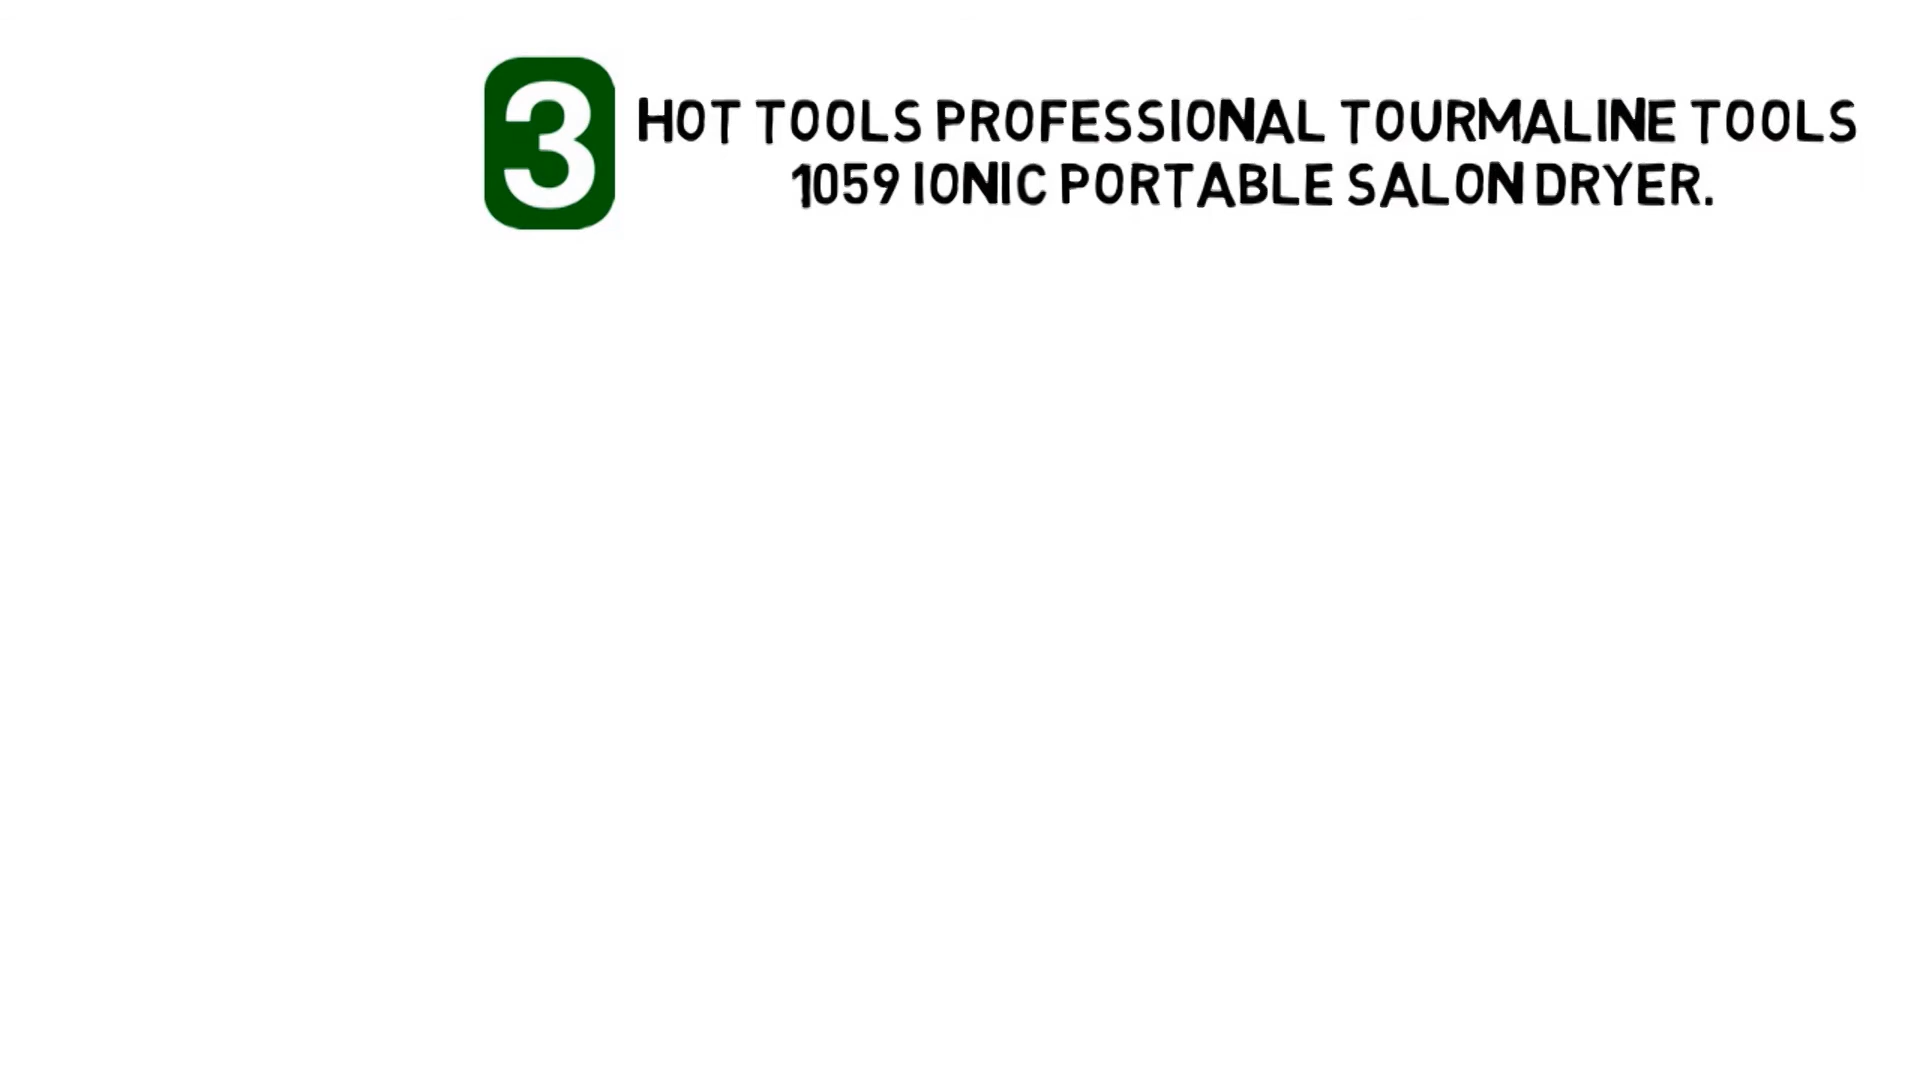 3
HOT TOOLS PROFESSIONAL TOURMALINE TOOLS
1059 IONIC PORTABLE SALON DRYER.